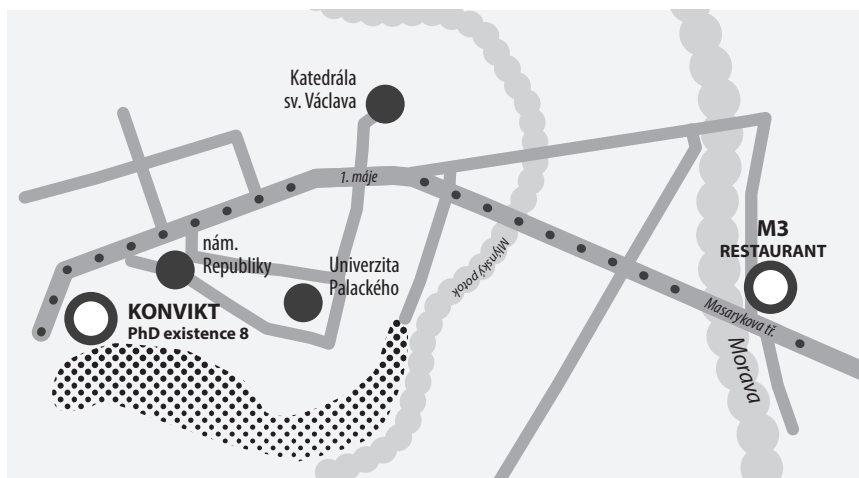 Katedrála
sv. Václava
1. máje
nám.
Republiky
Univerzita
Palackého
Mlýnský potok
M3
RESTAURANT
KONVIKT
PhD existence 8
Masarykova tř.
Morava